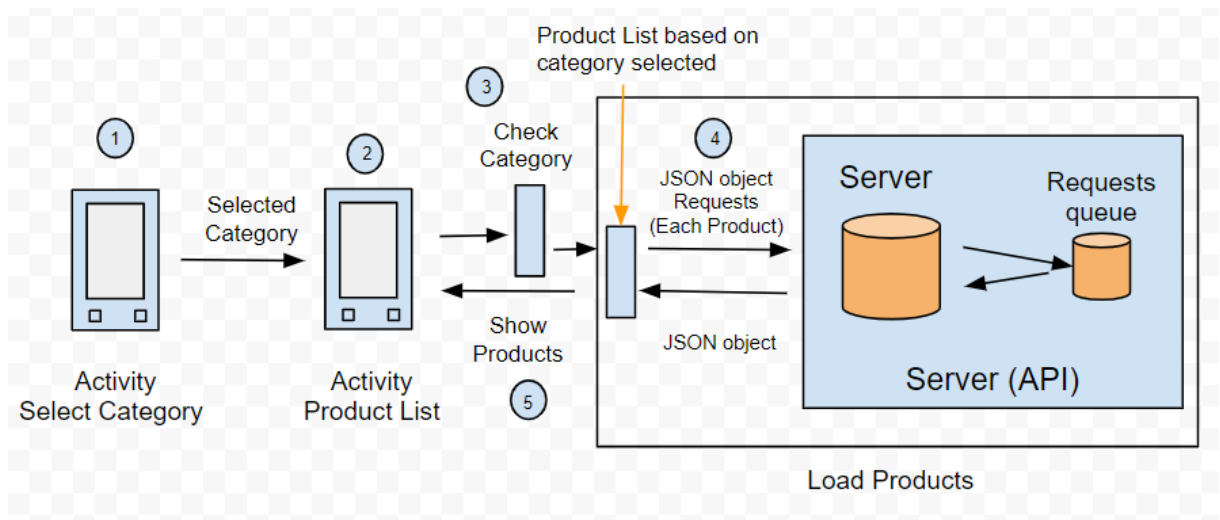 Product List based on
category selected
3
1
Check
Category
4
2
JSON object
Requests
(Each Product)
Server
Requests
queue
Selected
Category
Show
Products
JSON object
Activity
Select Category
Activity
Product List
5
Server (API)
Load Products